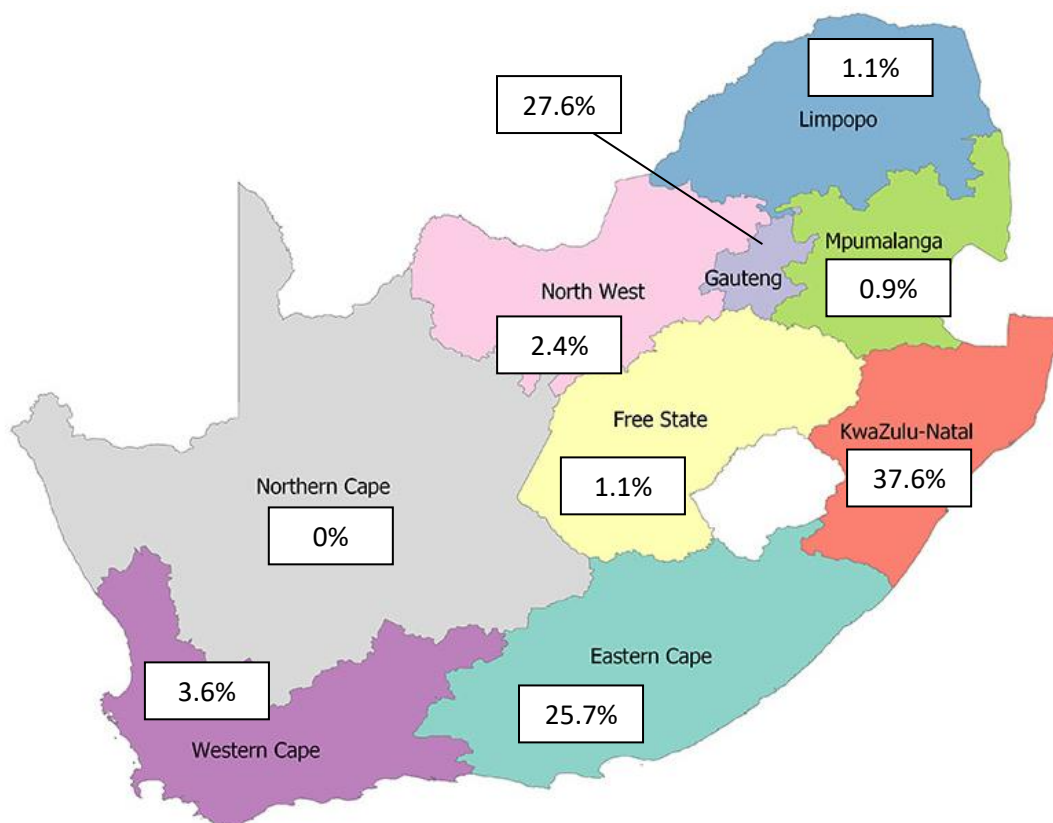 1.1%
Limpopo
27.6%
Mpumalanga
Gauteng
0.9%
North West
2.4%
Free State
KwaZulu-Natal
1.1%
37.6%
Northern Cape
0%
Eastern Cape
3.6%
25.7%
Western Cape